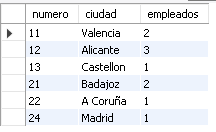 numero ciudad empleados
11 Valencia 2
12 Alicante 3
13 Castellon 1
21 Badajoz 2
22 A Coruña 1
24 Madrid 1